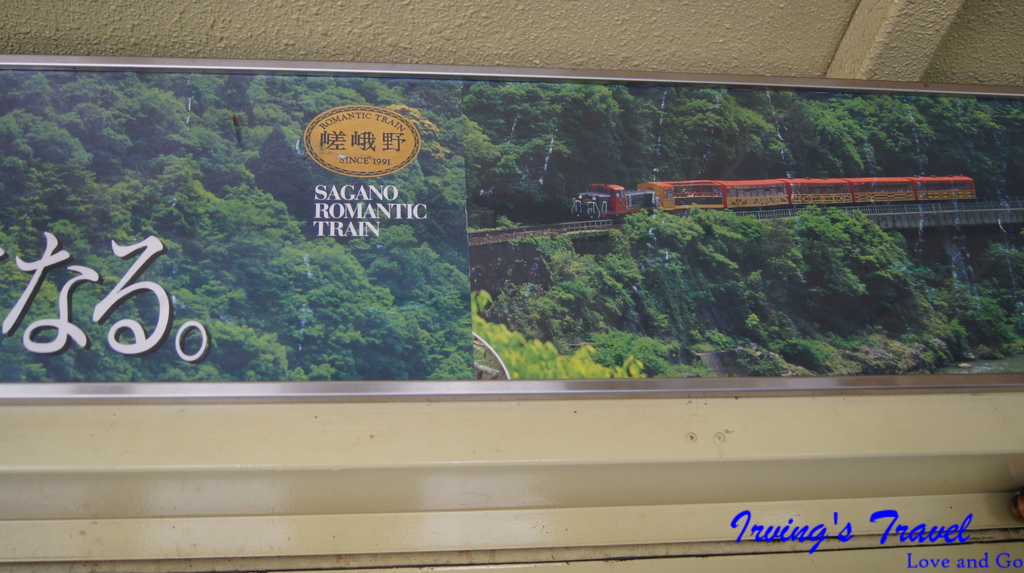 ROMANTIC TRAIN
嵯峨野
SINCE 1991
SAGANO
ROMANTIC
TRAIN
なる。
Irving's Travel
Love and Go